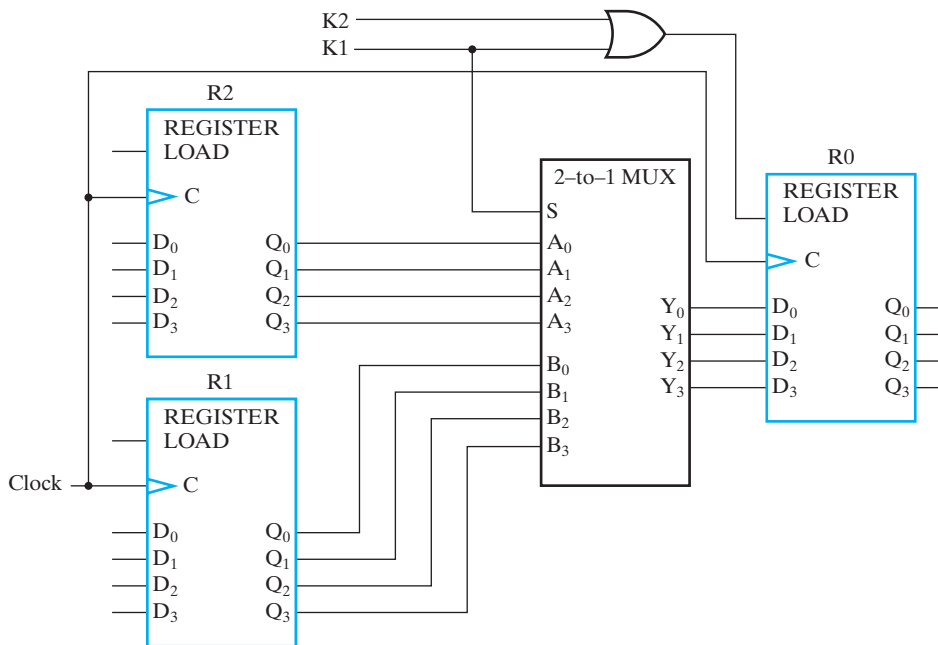 K2
K1
R2
REGISTER
LOAD
C
D₀ Q₀
D₁ Q₁
D₂ Q₂
D₃ Q₃
R1
REGISTER
LOAD
Clock
C
D₀ Q₀
D₁ Q₁
D₂ Q₂
D₃ Q₃
2–to–1 MUX
S
A₀
A₁
A₂
A₃
B₀
B₁
B₂
B₃
Y₀
Y₁
Y₂
Y₃
R0
REGISTER
LOAD
C
D₀ Q₀
D₁ Q₁
D₂ Q₂
D₃ Q₃